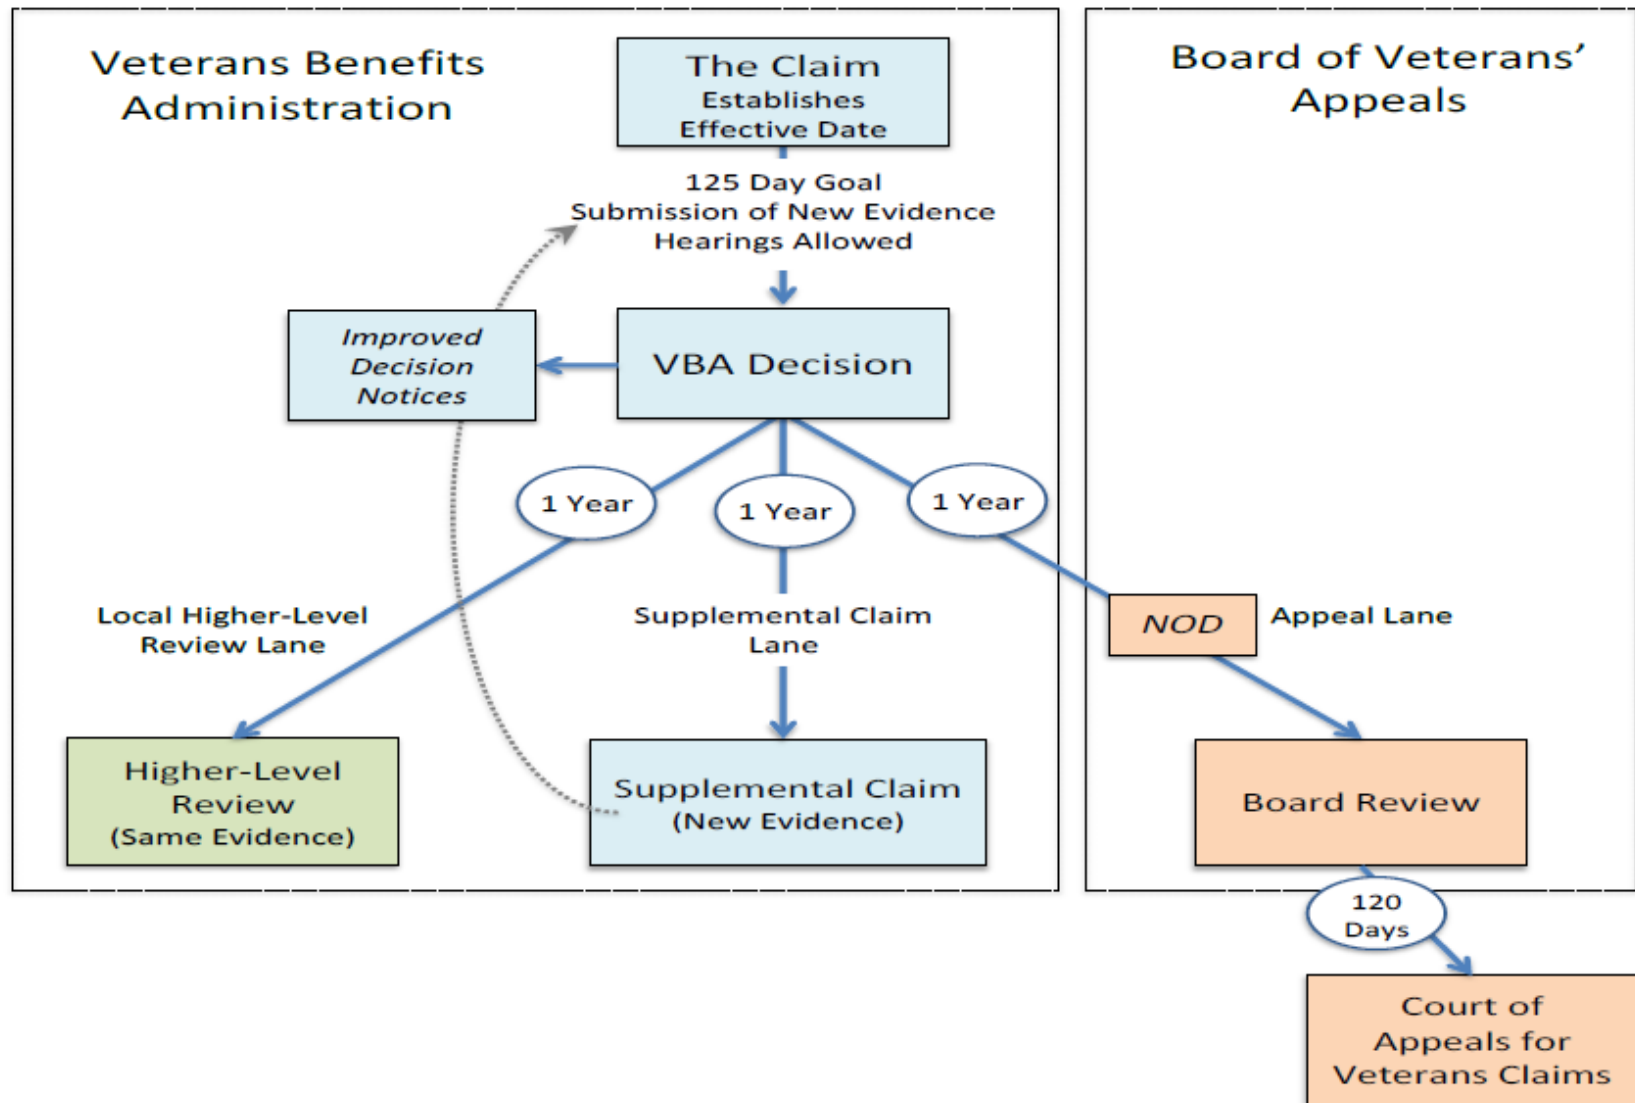 Veterans Benefits
Administration
The Claim
Establishes
Effective Date
Board of Veterans’
Appeals
125 Day Goal
Submission of New Evidence
Hearings Allowed
Improved
Decision
Notices
VBA Decision
1 Year
1 Year
1 Year
Local Higher-Level
Review Lane
Supplemental Claim
Lane
NOD
Appeal Lane
Higher-Level
Review
(Same Evidence)
Supplemental Claim
(New Evidence)
Board Review
120
Days
Court of
Appeals for
Veterans Claims